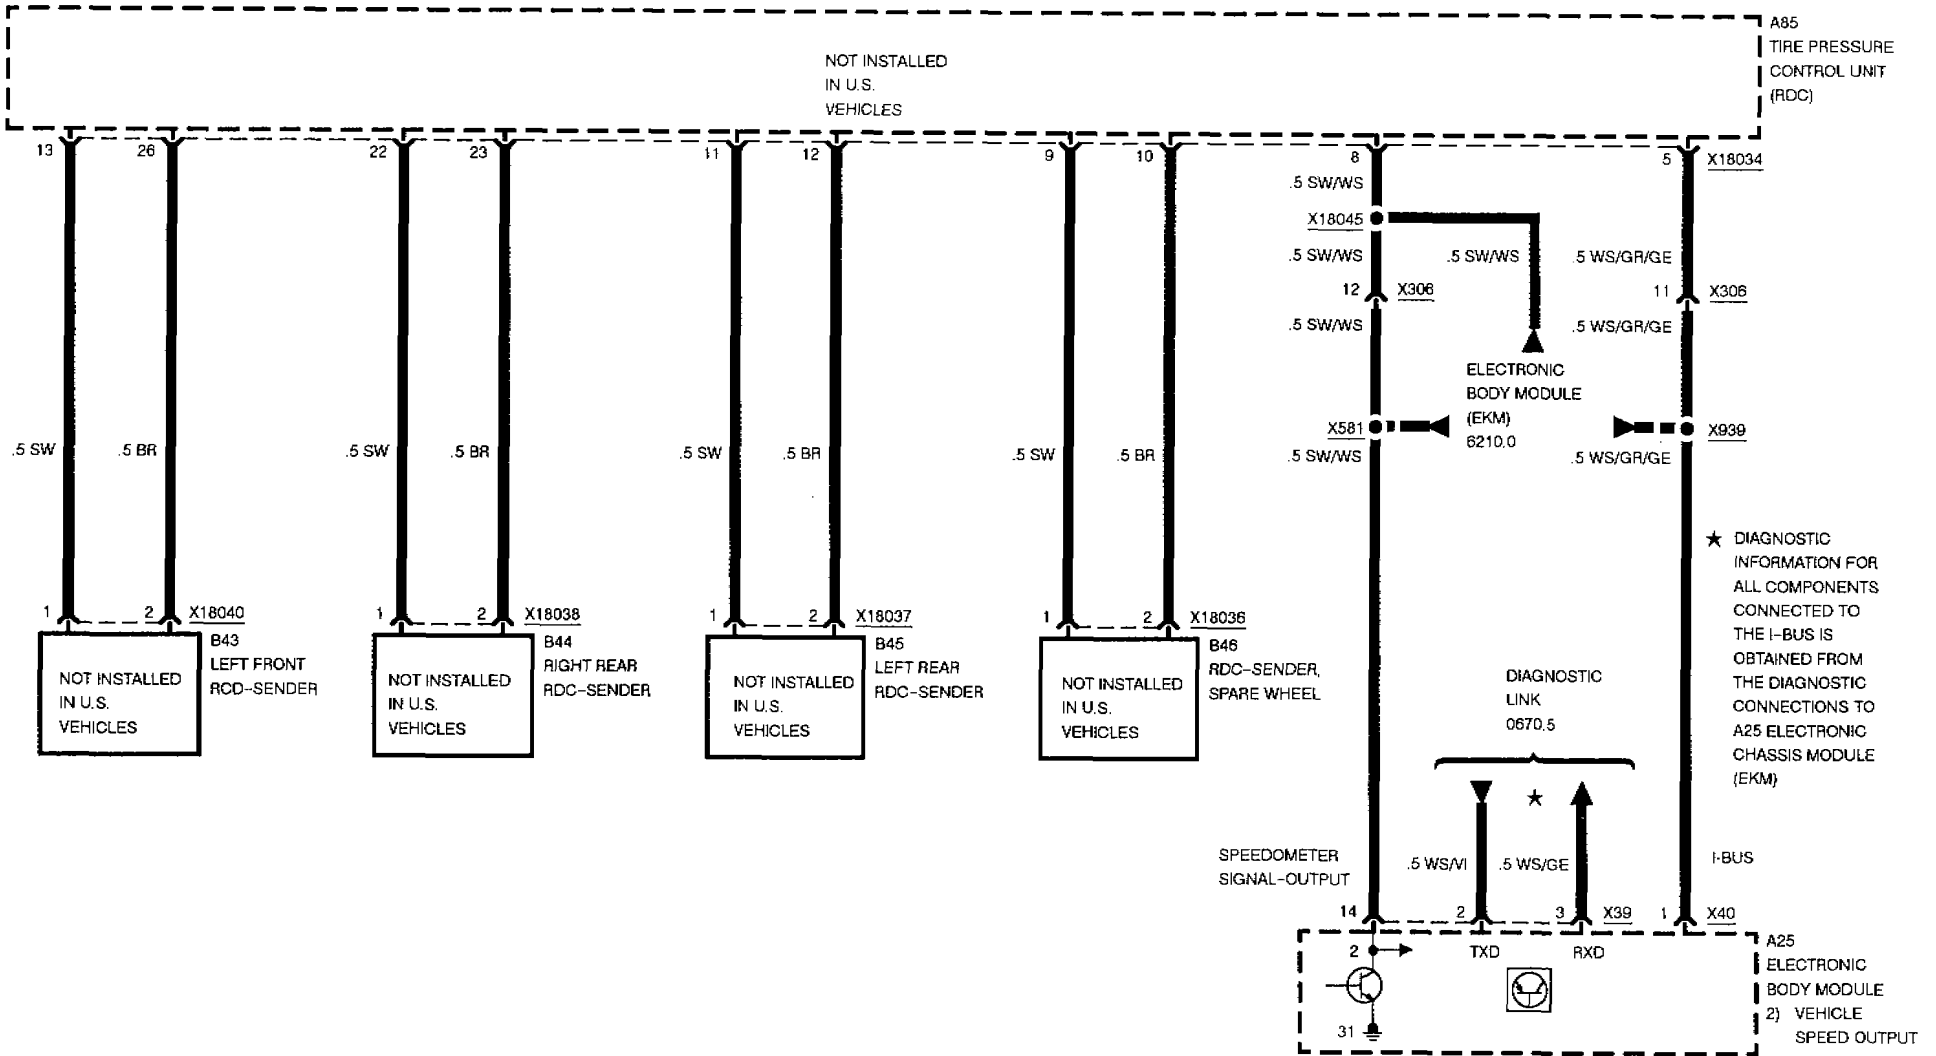 NOT INSTALLED
IN U.S.
VEHICLES
A85
TIRE PRESSURE
CONTROL UNIT
(RDC)
13
26
22
23
11
12
9
10
8
5
X18034
.5 SW/WS
X18045
.5 SW/WS
.5 SW/WS
.5 WS/GR/GE
12
X306
11
X306
.5 SW/WS
.5 WS/GR/GE
ELECTRONIC
BODY MODULE
(EKM)
6210.0
X581
X939
.5 SW
.5 BR
.5 SW
.5 BR
.5 SW
.5 BR
.5 SW
.5 BR
.5 SW/WS
.5 WS/GR/GE
★ DIAGNOSTIC
INFORMATION FOR
ALL COMPONENTS
CONNECTED TO
THE I-BUS IS
OBTAINED FROM
THE DIAGNOSTIC
CONNECTIONS TO
A25 ELECTRONIC
CHASSIS MODULE
(EKM)
1
2
X18040
B43
LEFT FRONT
RCD-SENDER
NOT INSTALLED
IN U.S.
VEHICLES
1
2
X18038
B44
RIGHT REAR
RDC-SENDER
NOT INSTALLED
IN U.S.
VEHICLES
1
2
X18037
B45
LEFT REAR
RDC-SENDER
NOT INSTALLED
IN U.S.
VEHICLES
1
2
X18036
B46
RDC-SENDER,
SPARE WHEEL
NOT INSTALLED
IN U.S.
VEHICLES
DIAGNOSTIC
LINK
0670.5
★
SPEEDOMETER
SIGNAL-OUTPUT
.5 WS/VI
.5 WS/GE
I-BUS
14
2
3
X39
1
X40
2
TXD
RXD
31
A25
ELECTRONIC
BODY MODULE
2) VEHICLE
SPEED OUTPUT